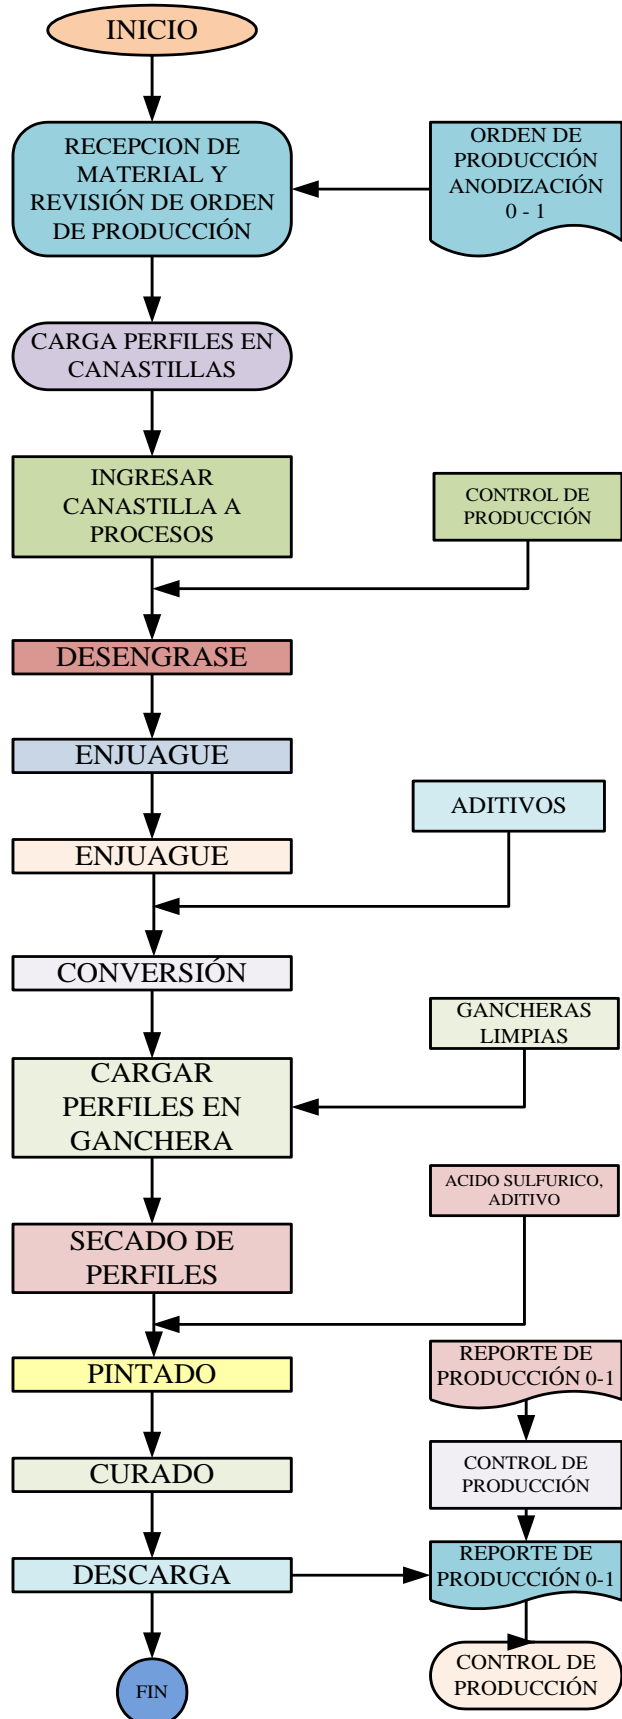 INICIO
RECEPCION DE
MATERIAL Y
REVISIÓN DE ORDEN
DE PRODUCCIÓN
ORDEN DE
PRODUCCIÓN
ANODIZACIÓN
0 - 1
CARGA PERFILES EN
CANASTILLAS
INGRESAR
CANASTILLA A
PROCESOS
CONTROL DE
PRODUCCIÓN
DESENGRASE
ENJUAGUE
ADITIVOS
ENJUAGUE
CONVERSIÓN
GANCHERAS
LIMPIAS
CARGAR
PERFILES EN
GANCHERA
ACIDO SULFURICO,
ADITIVO
SECADO DE
PERFILES
PINTADO
REPORTE DE
PRODUCCIÓN 0-1
CURADO
CONTROL DE
PRODUCCIÓN
DESCARGA
REPORTE DE
PRODUCCIÓN 0-1
FIN
CONTROL DE
PRODUCCIÓN